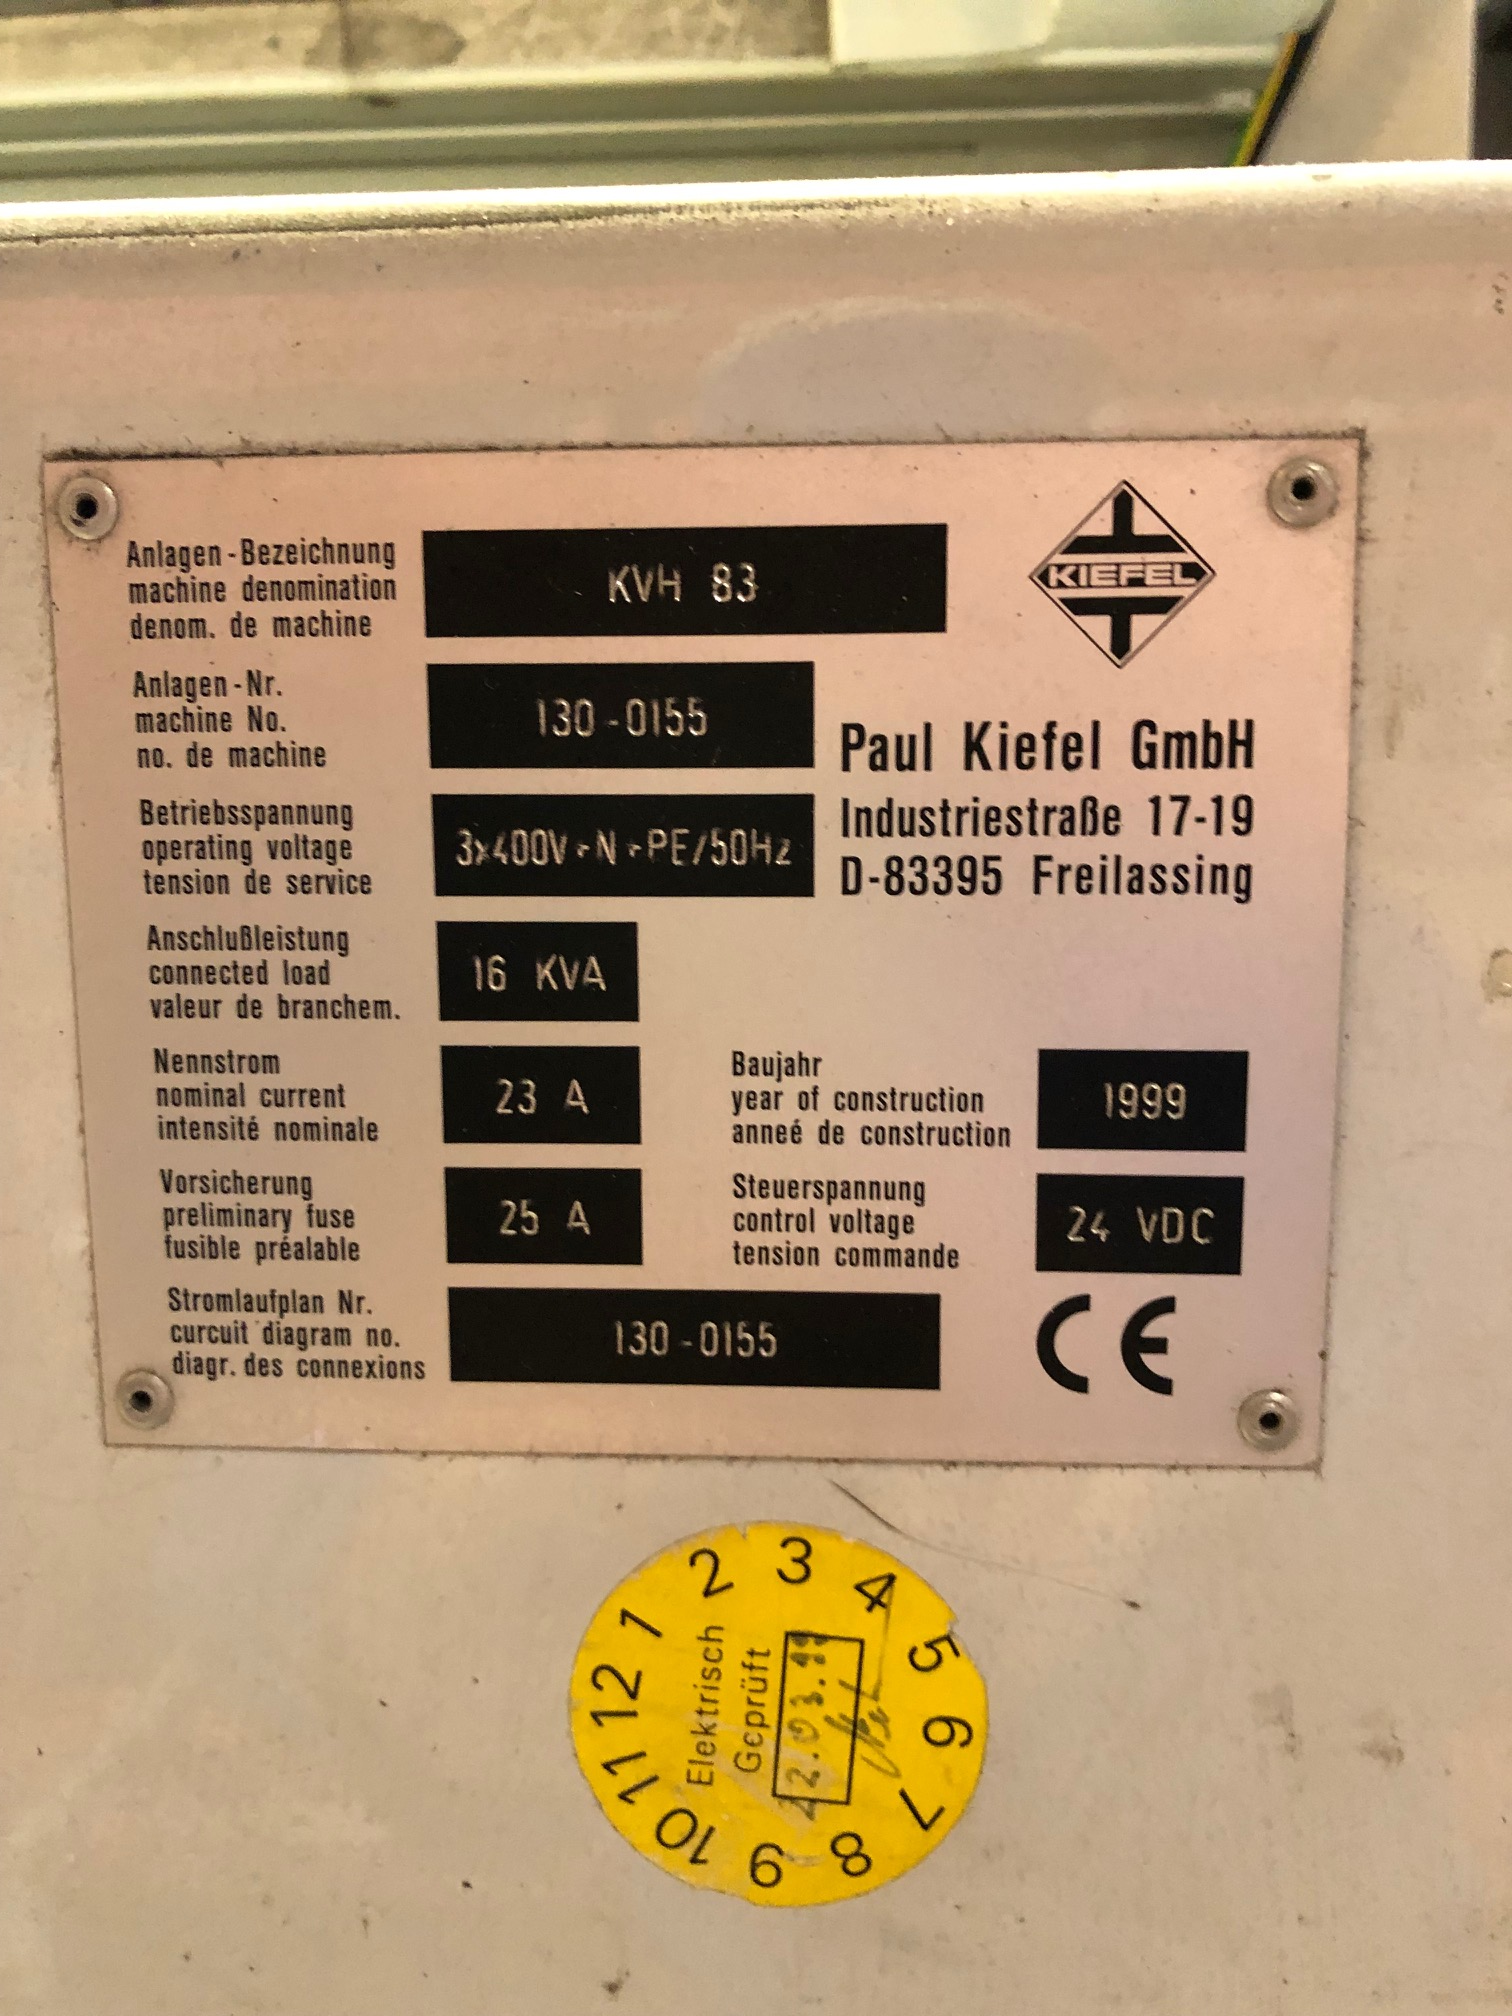 Anlagen-Bezeichnung
machine denomination
denom. de machine
KVH 83
KIEFEL
Anlagen-Nr.
machine No.
no. de machine
130-0155
Paul Kiefel GmbH
Industriestraße 17-19
D-83395 Freilassing
Betriebsspannung
operating voltage
tension de service
3x400V+N+PE/50Hz
Anschlußleistung
connected load
valeur de branchem.
16 KVA
Nennstrom
nominal current
intensité nominale
23 A
Baujahr
year of construction
anneé de construction
1999
Vorsicherung
preliminary fuse
fusible préalable
25 A
Steuerspannung
control voltage
tension commande
24 VDC
Stromlaufplan Nr.
curcuit diagram no.
diagr. des connexions
130-0155
CE
1 2 3 4 5 6 7 8 9 10 11 12
Elektrisch
Geprüft